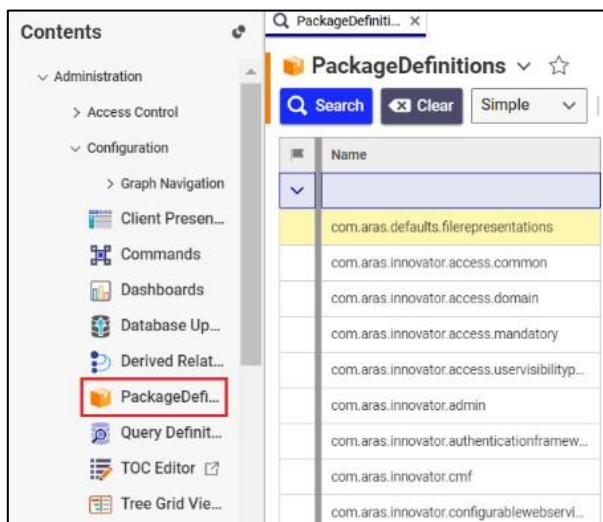 Contents
Administration
Access Control
Configuration
Graph Navigation
Client Presen...
Commands
Dashboards
Database Up...
Derived Relat...
PackageDefi...
Query Definit...
TOC Editor
Tree Grid Vie...
PackageDefiniti... ×
PackageDefinitions
Search Clear Simple
Name
com.aras.defaults.filerepresentations
com.aras.innovator.access.common
com.aras.innovator.access.domain
com.aras.innovator.access.mandatory
com.aras.innovator.access.uservisibilityp...
com.aras.innovator.admin
com.aras.innovator.authenticationframew...
com.aras.innovator.cmf
com.aras.innovator.configurablewebservi...